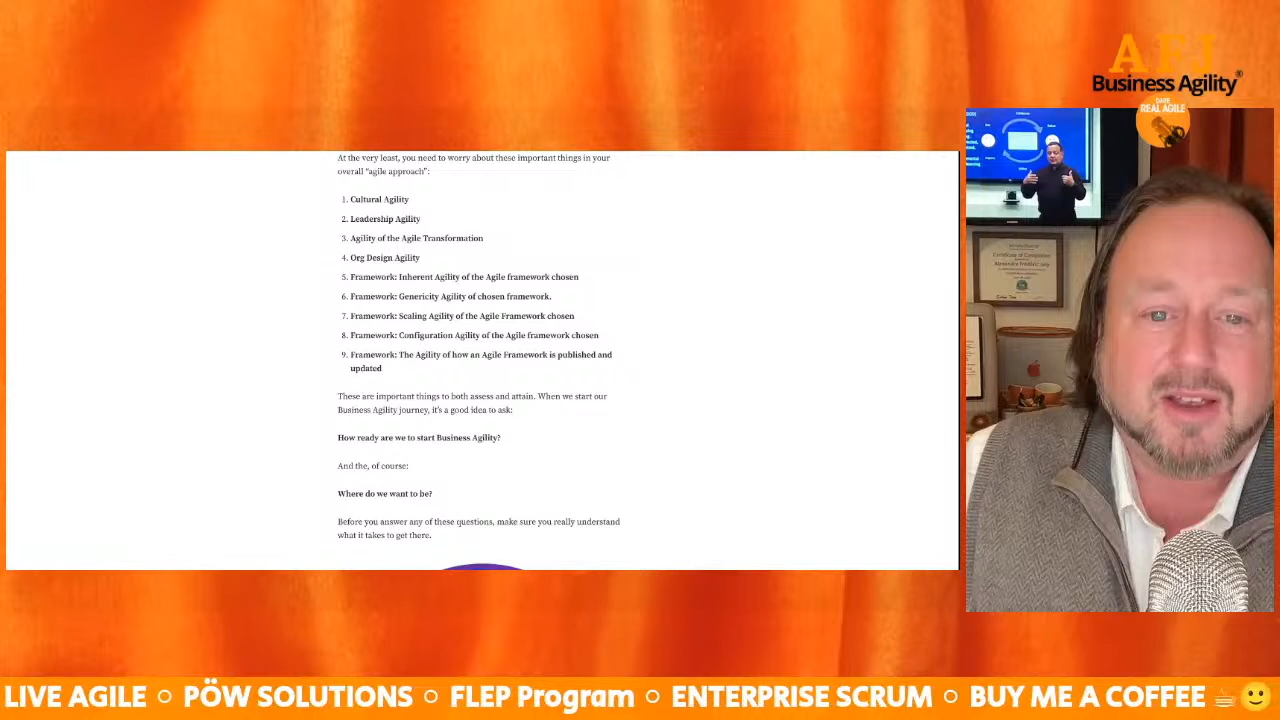 A F J
Business Agility®
DARE
REAL AGILE
At the very least, you need to worry about these important things in your
overall “agile approach”:
1. Cultural Agility
2. Leadership Agility
3. Agility of the Agile Transformation
4. Org Design Agility
5. Framework: Inherent Agility of the Agile framework chosen
6. Framework: Genericity Agility of chosen framework.
7. Framework: Scaling Agility of the Agile Framework chosen
8. Framework: Configuration Agility of the Agile framework chosen
9. Framework: The Agility of how an Agile Framework is published and
updated
These are important things to both assess and attain. When we start our
Business Agility journey, it’s a good idea to ask:
How ready are we to start Business Agility?
And the, of course:
Where do we want to be?
Before you answer any of these questions, make sure you really understand
what it takes to get there.
Certificate of Completion
LIVE AGILE ○ PÖW SOLUTIONS ○ FLEP Program ○ ENTERPRISE SCRUM ○ BUY ME A COFFEE ☕🙂